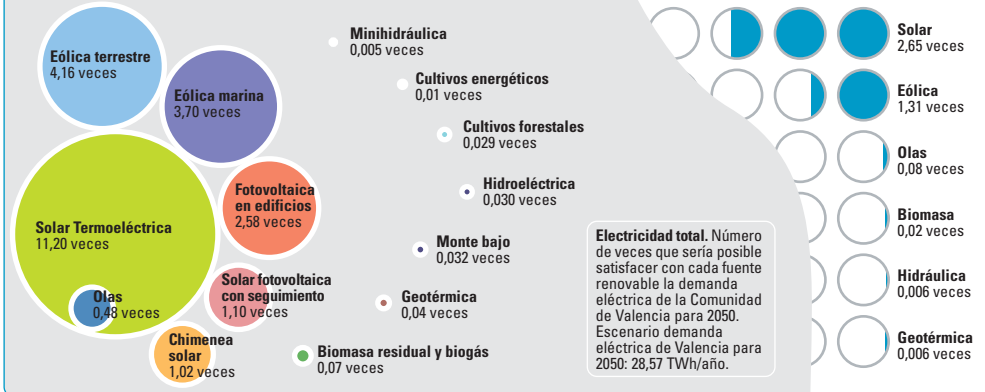 Eólica terrestre
4,16 veces
Eólica marina
3,70 veces
Solar Termoeléctrica
11,20 veces
Fotovoltaica
en edificios
2,58 veces
Olas
0,48 veces
Solar fotovoltaica
con seguimiento
1,10 veces
Chimenea
solar
1,02 veces
Minihidráulica
0,005 veces
Cultivos energéticos
0,01 veces
Cultivos forestales
0,029 veces
Hidroeléctrica
0,030 veces
Monte bajo
0,032 veces
Geotérmica
0,04 veces
Biomasa residual y biogás
0,07 veces
Electricidad total. Número
de veces que sería posible
satisfacer con cada fuente
renovable la demanda
eléctrica de la Comunidad
de Valencia para 2050.
Escenario demanda
eléctrica de Valencia para
2050: 28,57 TWh/año.
Solar
2,65 veces
Eólica
1,31 veces
Olas
0,08 veces
Biomasa
0,02 veces
Hidráulica
0,006 veces
Geotérmica
0,006 veces